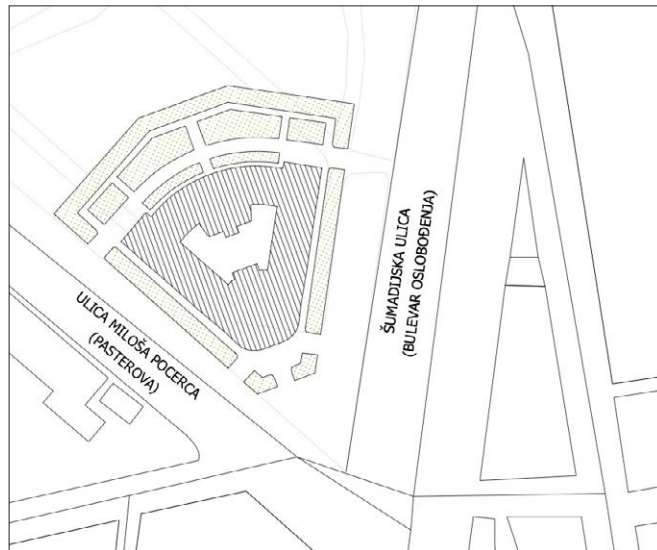 ULICA MILOŠA POCERCA
(PASTEROVA)
ŠUMADIJSKA ULICA
(BULEVAR OSLOBOĐENJA)